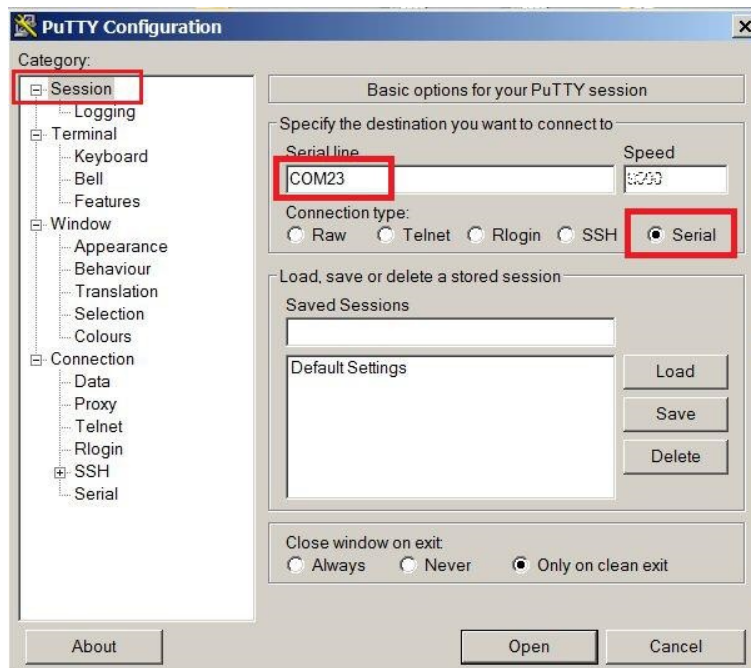 PuTTY Configuration
Category:
Session
Logging
Terminal
Keyboard
Bell
Features
Window
Appearance
Behaviour
Translation
Selection
Colours
Connection
Data
Proxy
Telnet
Rlogin
SSH
Serial
Basic options for your PuTTY session
Specify the destination you want to connect to
Serial line Speed
COM23
Connection type:
Raw Telnet Rlogin SSH Serial
Load, save or delete a stored session
Saved Sessions
Default Settings
Load
Save
Delete
Close window on exit:
Always Never Only on clean exit
About Open Cancel